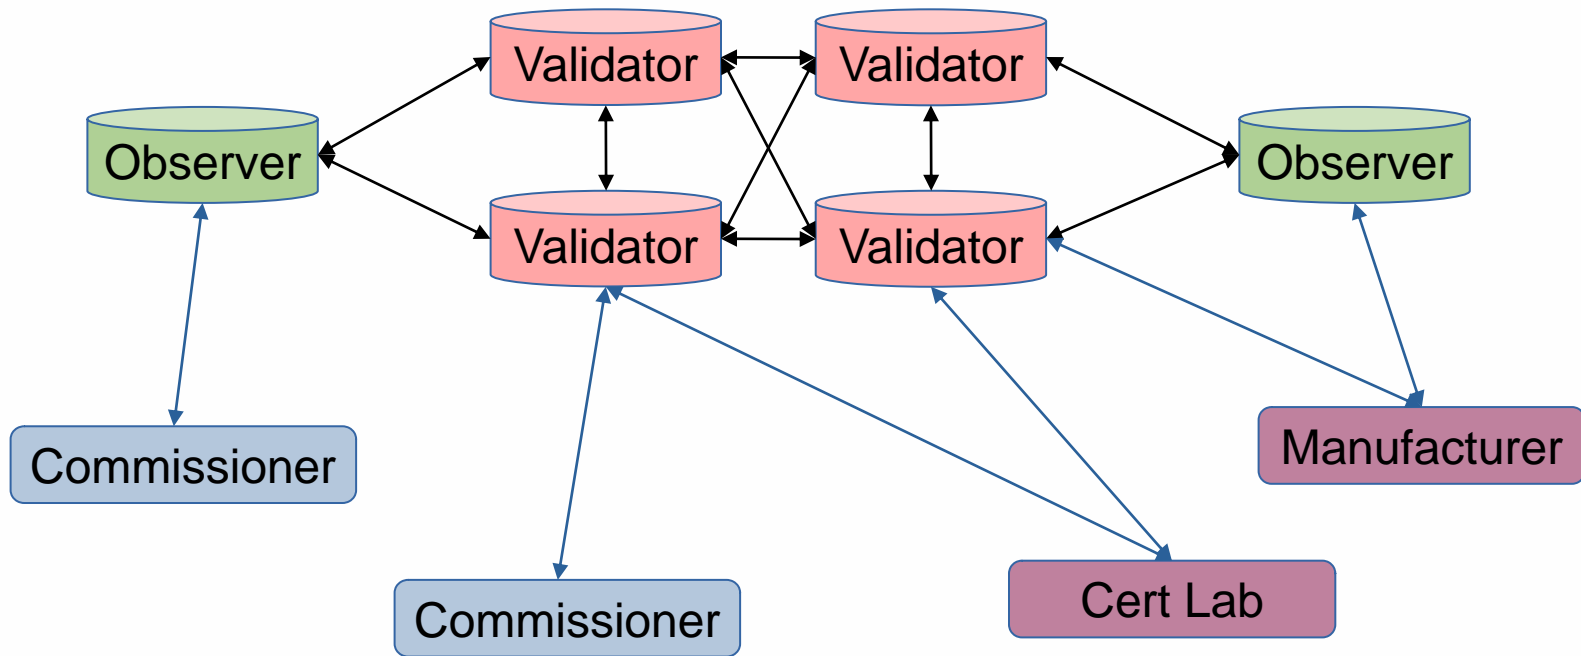 Validator
Validator
Observer
Observer
Validator
Validator
Commissioner
Manufacturer
Commissioner
Cert Lab